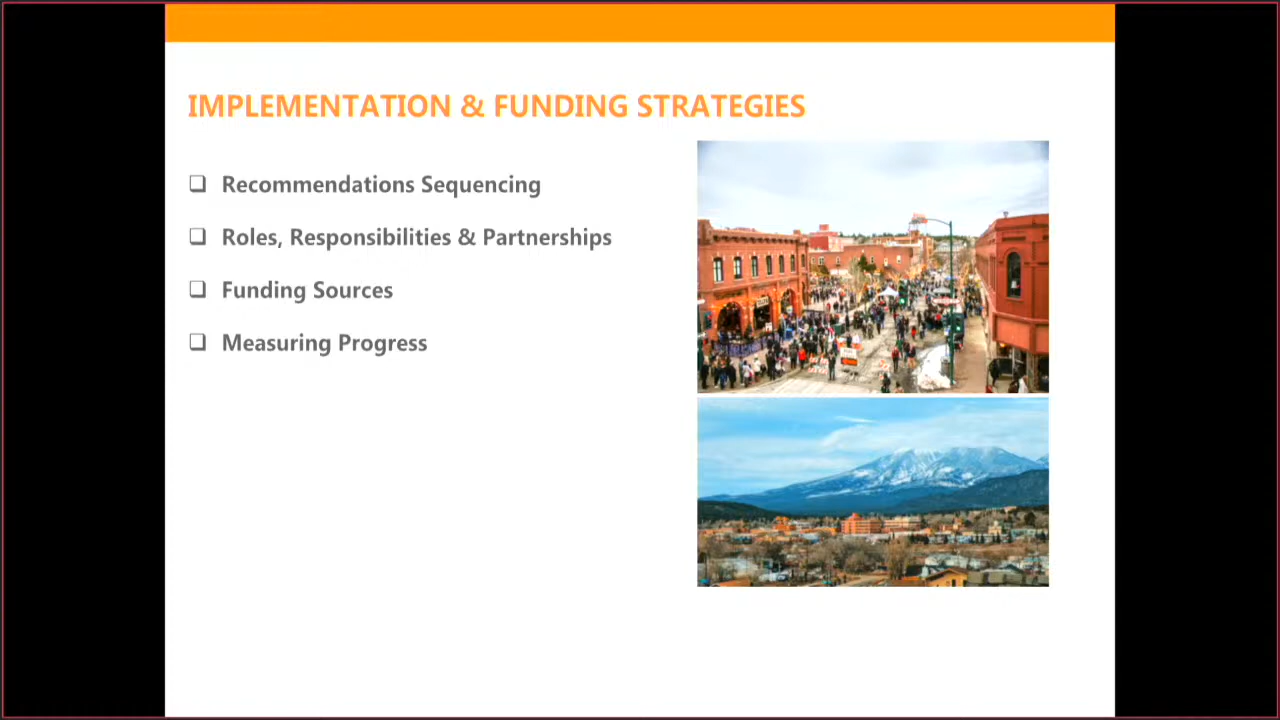 IMPLEMENTATION & FUNDING STRATEGIES
❑ Recommendations Sequencing
❑ Roles, Responsibilities & Partnerships
❑ Funding Sources
❑ Measuring Progress